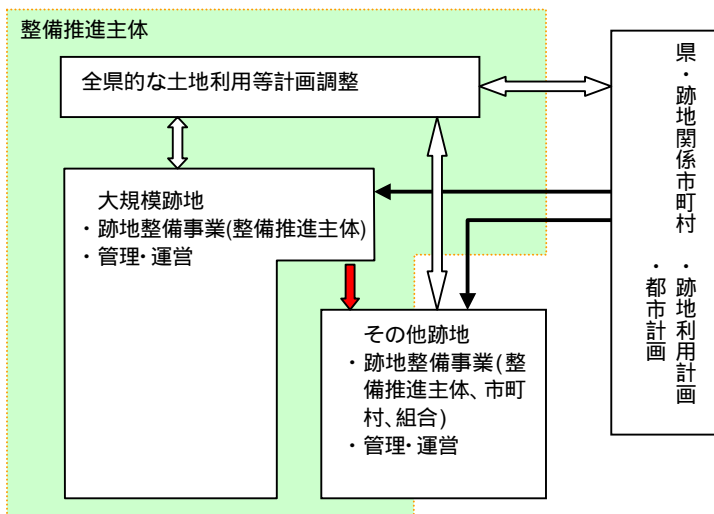 整備推進主体
全県的な土地利用等計画調整
大規模跡地
・跡地整備事業(整備推進主体)
・管理・運営
その他跡地
・跡地整備事業(整
備推進主体、市町
村、組合)
・管理・運営
県・跡地関係市町村
・跡地利用計画
・都市計画